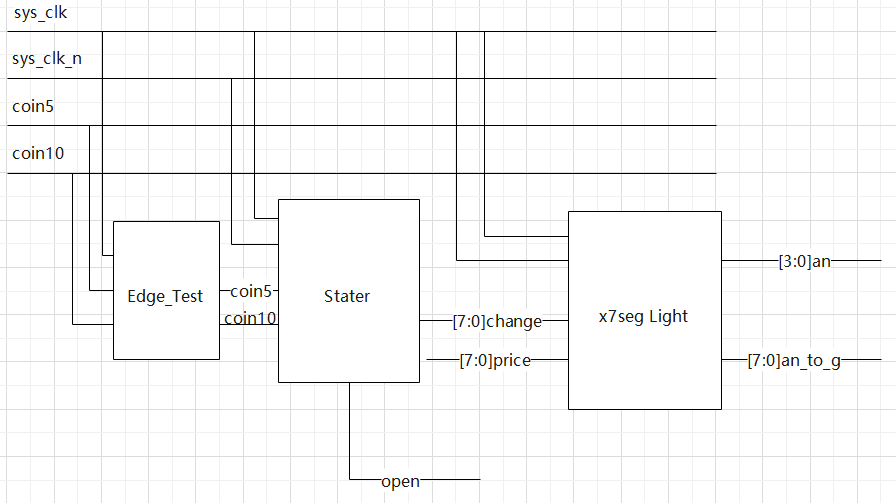 sys_clk
sys_clk_n
coin5
coin10
Edge_Test
coin5
coin10
Stater
[7:0]change
[7:0]price
x7seg Light
[3:0]an
[7:0]an_to_g
open